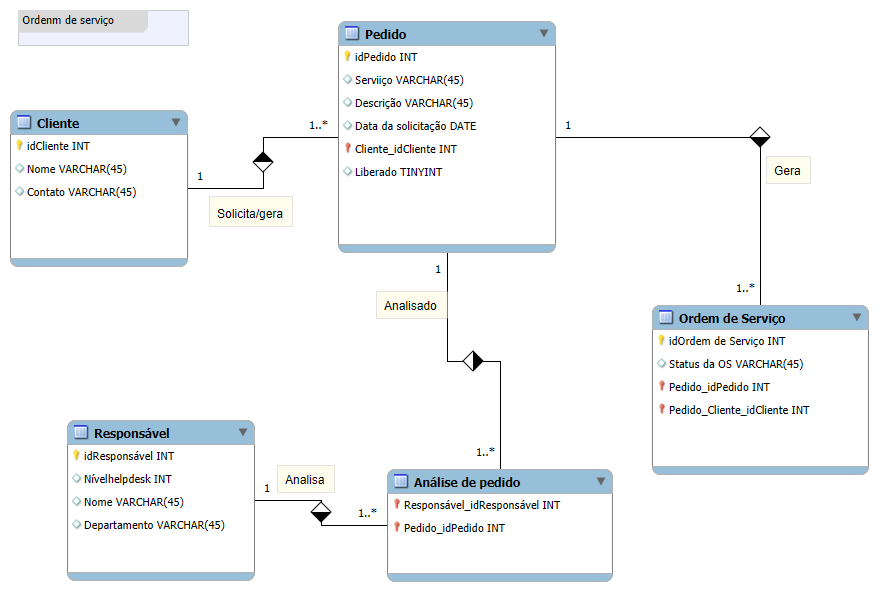 Ordenm de serviço
Pedido
idPedido INT
Serviiço VARCHAR(45)
Descrição VARCHAR(45)
Data da solicitação DATE
Cliente_idCliente INT
Liberado TINYINT
Cliente
idCliente INT
Nome VARCHAR(45)
Contato VARCHAR(45)
1
1..*
Solicita/gera
1
Gera
1..*
1
Analisado
1..*
Ordem de Serviço
idOrdem de Serviço INT
Status da OS VARCHAR(45)
Pedido_idPedido INT
Pedido_Cliente_idCliente INT
Responsável
idResponsável INT
Nívelhelpdesk INT
Nome VARCHAR(45)
Departamento VARCHAR(45)
1
Analisa
1..*
Análise de pedido
Responsável_idResponsável INT
Pedido_idPedido INT